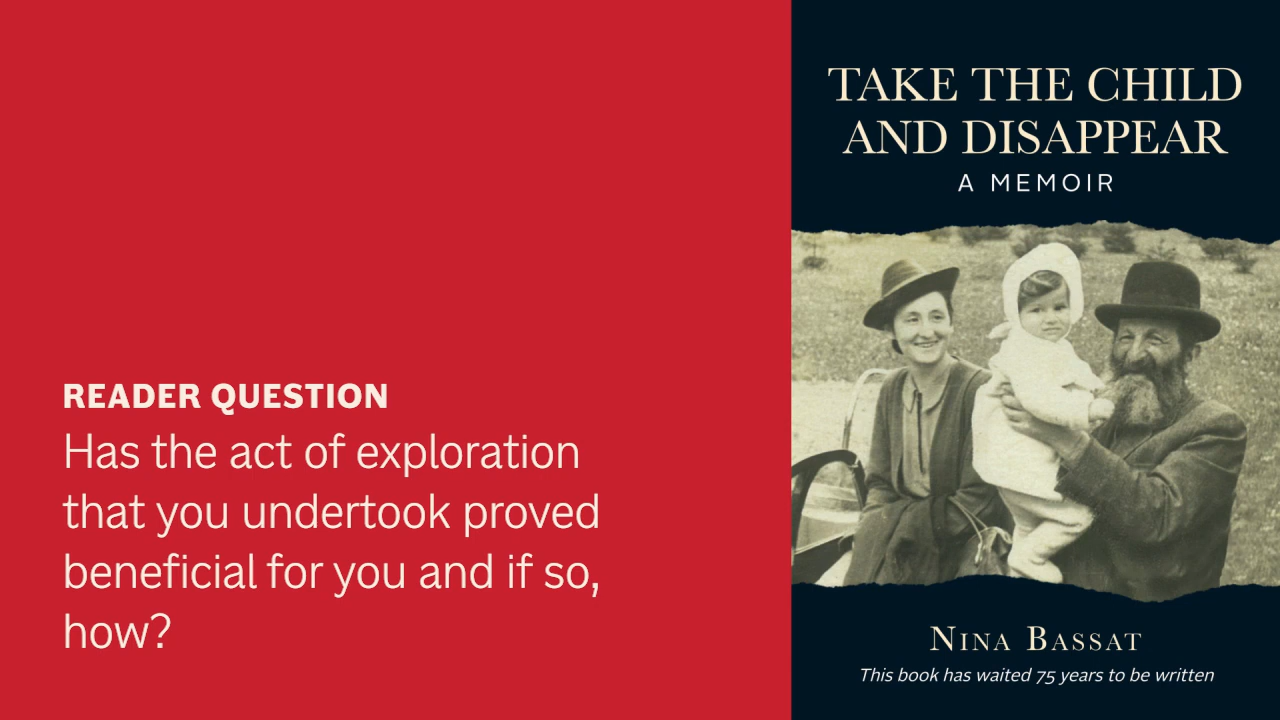 READER QUESTION
Has the act of exploration
that you undertook proved
beneficial for you and if so,
how?
TAKE THE CHILD
AND DISAPPEAR
A MEMOIR
NINA BASSAT
This book has waited 75 years to be written